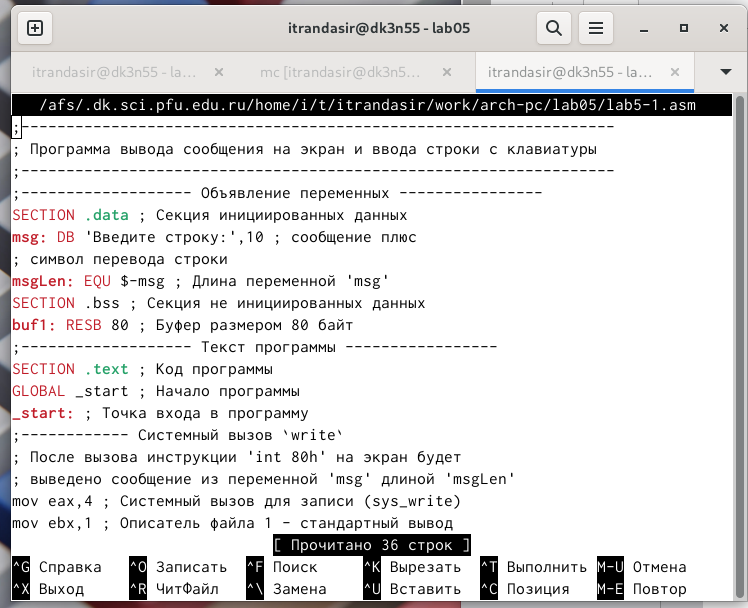 itrandasir@dk3n55 - lab05
itrandasir@dk3n55 - la… mc [itrandasir@dk3n5… itrandasir@dk3n55 - la…
/afs/.dk.sci.pfu.edu.ru/home/i/t/itrandasir/work/arch-pc/lab05/lab5-1.asm
;------------------------------------------------------------------
; Программа вывода сообщения на экран и ввода строки с клавиатуры
;------------------------------------------------------------------
;------------------- Объявление переменных ----------------
SECTION .data ; Секция инициированных данных
msg: DB 'Введите строку:',10 ; сообщение плюс
; символ перевода строки
msgLen: EQU $-msg ; Длина переменной 'msg'
SECTION .bss ; Секция не инициированных данных
buf1: RESB 80 ; Буфер размером 80 байт
;------------------- Текст программы -----------------
SECTION .text ; Код программы
GLOBAL _start ; Начало программы
_start: ; Точка входа в программу
;------------ Системный вызов `write`
; После вызова инструкции 'int 80h' на экран будет
; выведено сообщение из переменной 'msg' длиной 'msgLen'
mov eax,4 ; Системный вызов для записи (sys_write)
mov ebx,1 ; Описатель файла 1 - стандартный вывод
[ Прочитано 36 строк ]
^G Справка ^O Записать ^F Поиск ^K Вырезать ^T Выполнить M-U Отмена
^X Выход ^R ЧитФайл ^\ Замена ^U Вставить ^C Позиция M-E Повтор